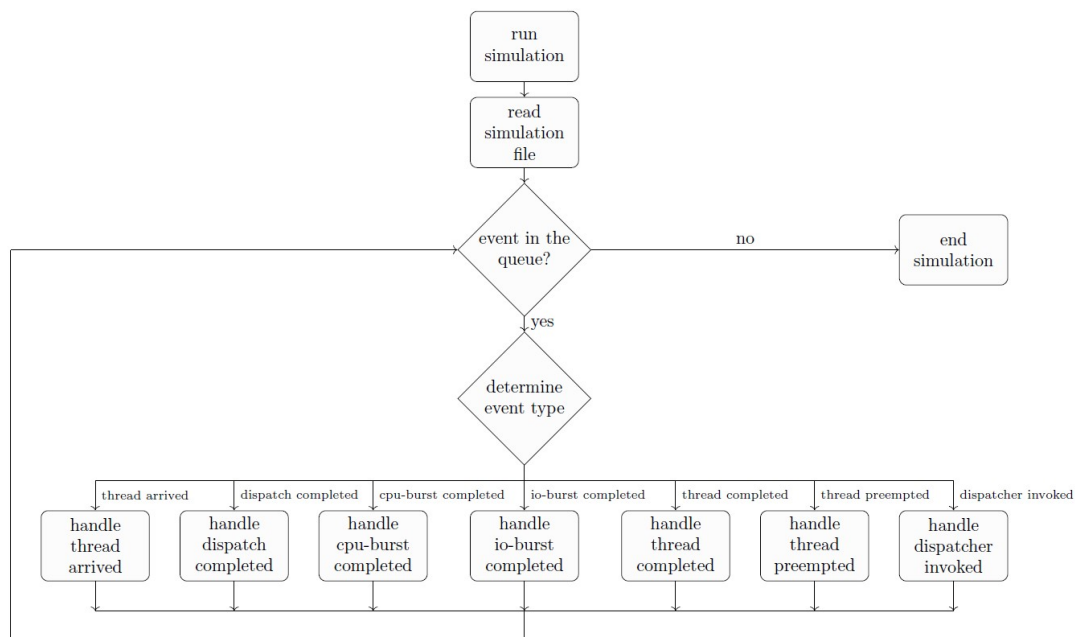 run
simulation
read
simulation
file
event in the
queue?
no
end
simulation
yes
determine
event type
thread arrived
dispatch completed
cpu-burst completed
io-burst completed
thread completed
thread preempted
dispatcher invoked
handle
thread
arrived
handle
dispatch
completed
handle
cpu-burst
completed
handle
io-burst
completed
handle
thread
completed
handle
thread
preempted
handle
dispatcher
invoked